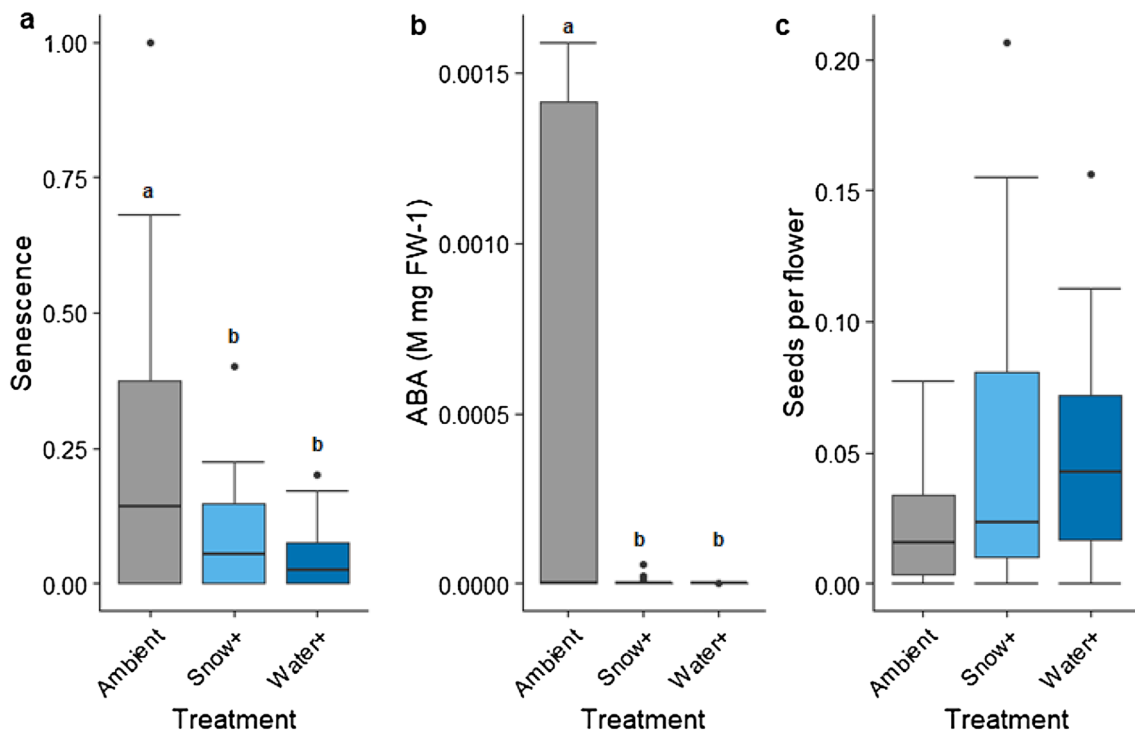 a
1.00
0.75
0.50
0.25
0.00
Senescence
a
b
b
Ambient
Snow+
Water+
Treatment
b
0.0015
0.0010
0.0005
0.0000
ABA (M mg FW-1)
a
b
b
Ambient
Snow+
Water+
Treatment
c
0.20
0.15
0.10
0.05
0.00
Seeds per flower
Ambient
Snow+
Water+
Treatment